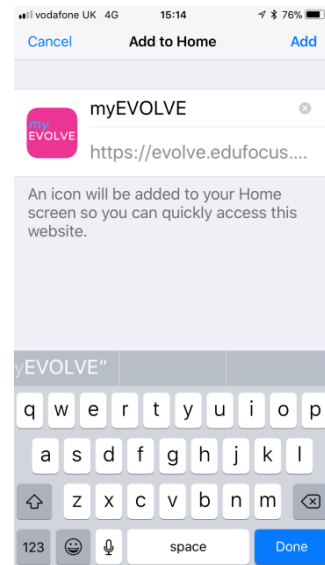 vodafone UK 4G 15:14 76%
Cancel Add to Home Add
my
EVOLVE
myEVOLVE
https://evolve.edufocus....
An icon will be added to your Home
screen so you can quickly access this
website.
yEVOLVE”
q w e r t y u i o p
a s d f g h j k l
z x c v b n m
123 space Done